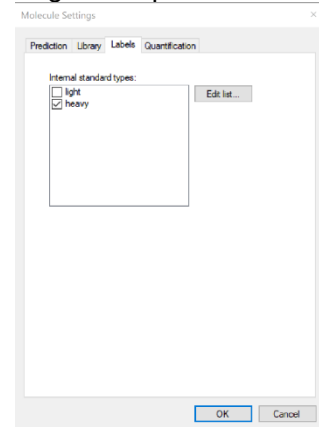 Molecule Settings ×
Prediction Library Labels Quantification
Internal standard types:
light
heavy
Edit list...
OK Cancel